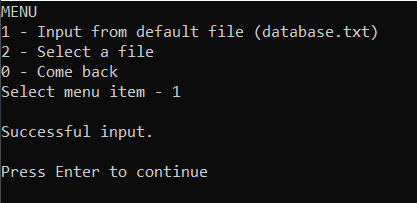 MENU
1 - Input from default file (database.txt)
2 - Select a file
0 - Come back
Select menu item - 1
Successful input.
Press Enter to continue